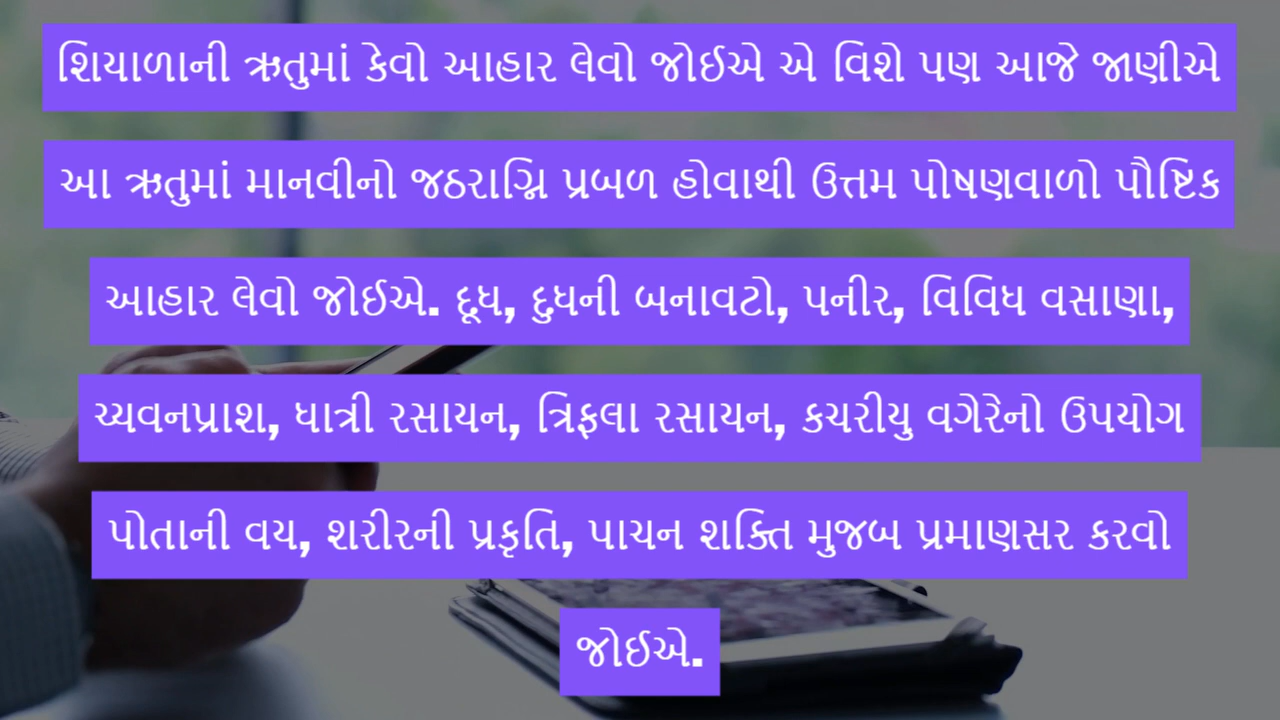 શિયાળાની ઋતુમાં કેવો આહાર લેવો જોઈએ એ વિશે પણ આજે જાણીએ
આ ઋતુમાં માનવીનો જઠરાગ્નિ પ્રબળ હોવાથી ઉત્તમ પોષણવાળો પૌષ્ટિક
આહાર લેવો જોઈએ. દૂધ, દુધની બનાવટો, પનીર, વિવિધ વસાણા,
ચ્યવનપ્રાશ, ધાત્રી રસાયન, ત્રિફલા રસાયન, કચરીયુ વગેરેનો ઉપયોગ
પોતાની વય, શરીરની પ્રકૃતિ, પાચન શક્તિ મુજબ પ્રમાણસર કરવો
જોઈએ.